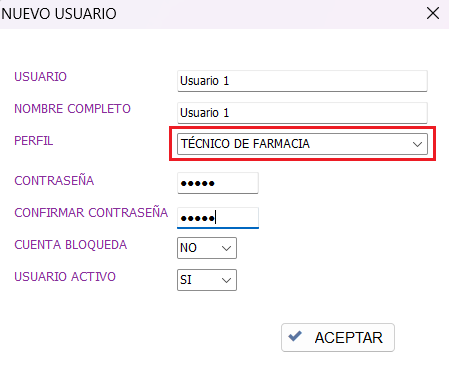 NUEVO USUARIO
USUARIO Usuario 1
NOMBRE COMPLETO Usuario 1
PERFIL TÉCNICO DE FARMACIA
CONTRASEÑA ●●●●●
CONFIRMAR CONTRASEÑA ●●●●●
CUENTA BLOQUEDA NO
USUARIO ACTIVO SI
ACEPTAR